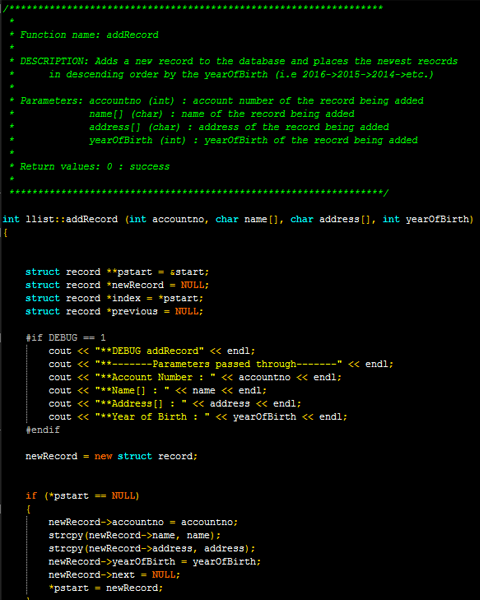 /****************************************************************
*
* Function name: addRecord
*
* DESCRIPTION: Adds a new record to the database and places the newest reocrds
* in descending order by the yearOfBirth (i.e 2016->2015->2014->etc.)
*
* Parameters: accountno (int) : account number of the record being added
* name[] (char) : name of the record being added
* address[] (char) : address of the record being added
* yearOfBirth (int) : yearOfBirth of the reocrd being added
*
* Return values: 0 : success
*
****************************************************************/
int llist::addRecord (int accountno, char name[], char address[], int yearOfBirth)
{
struct record **pstart = &start;
struct record *newRecord = NULL;
struct record *index = *pstart;
struct record *previous = NULL;
#if DEBUG == 1
cout << "**DEBUG addRecord" << endl;
cout << "**-------Parameters passed through-------" << endl;
cout << "**Account Number : " << accountno << endl;
cout << "**Name[] : " << name << endl;
cout << "**Address[] : " << address << endl;
cout << "**Year of Birth : " << yearOfBirth << endl;
#endif
newRecord = new struct record;
if (*pstart == NULL)
{
newRecord->accountno = accountno;
strcpy(newRecord->name, name);
strcpy(newRecord->address, address);
newRecord->yearOfBirth = yearOfBirth;
newRecord->next = NULL;
*pstart = newRecord;